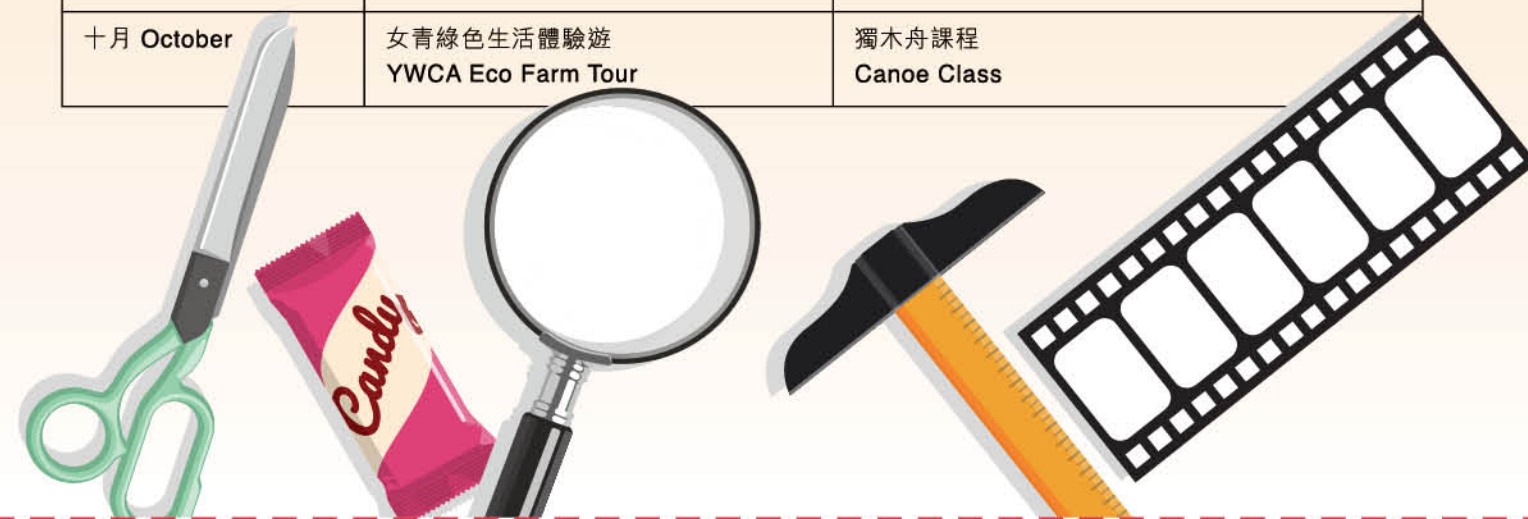 十月 October
女青綠色生活體驗遊
YWCA Eco Farm Tour
獨木舟課程
Canoe Class
Candy